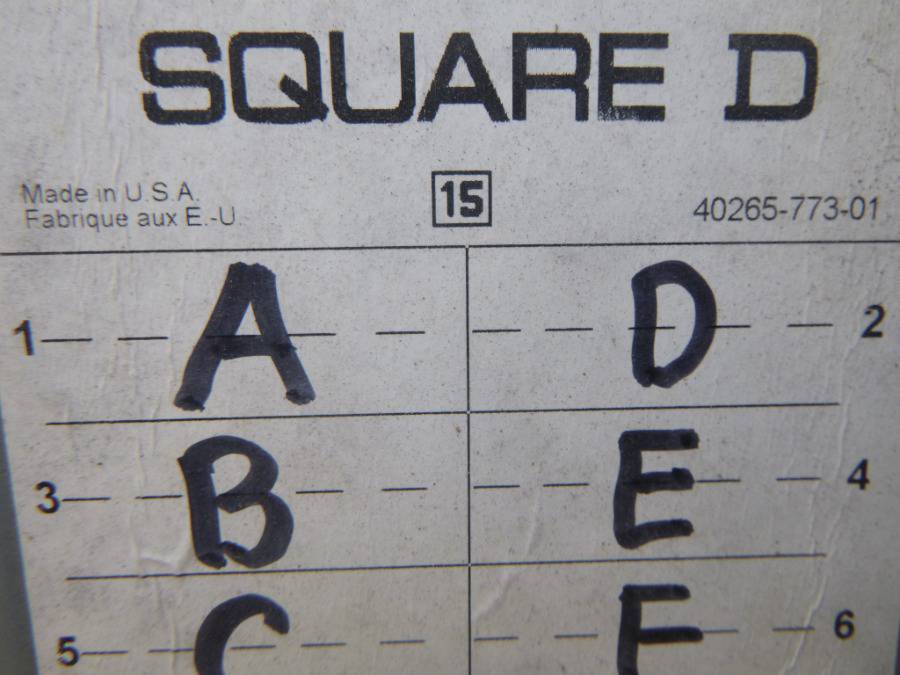 SQUARE D
Made in U.S.A.
Fabrique aux E.-U.
15
40265-773-01
1 A D 2
3 B E 4
5 C F 6